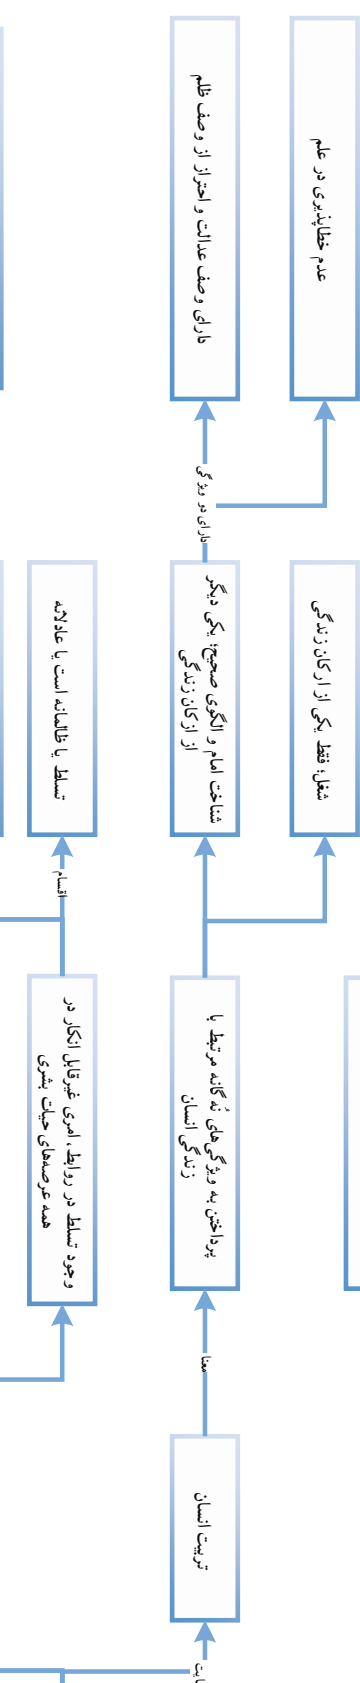 عدم خطاپذیری در علم
دارای وصف عدالت و احتراز از وصف ظلم
دارای دو ویژگی
شغل؛ فقط یکی از ارکان زندگی
شناخت امام و الگوی صحیح؛ یکی دیگر
از ارکان زندگی
تسلط یا ظالمانه است یا عادلانه
اقسام
پرداختن به ویژگی‌های نُه گانه مرتبط با
زندگی انسان
وجود تسلط در روابط، امری غیرقابل انکار در
همه عرصه‌های حیات بشری
معنا
تربیت انسان